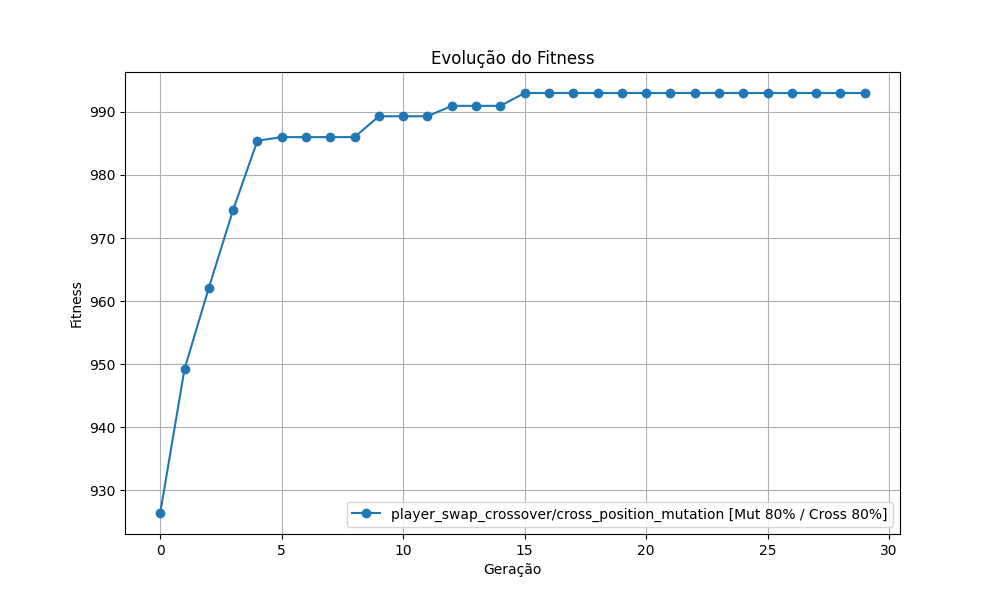 Evolução do Fitness
Fitness
990
980
970
960
950
940
930
player_swap_crossover/cross_position_mutation [Mut 80% / Cross 80%]
0 5 10 15 20 25 30
Geração